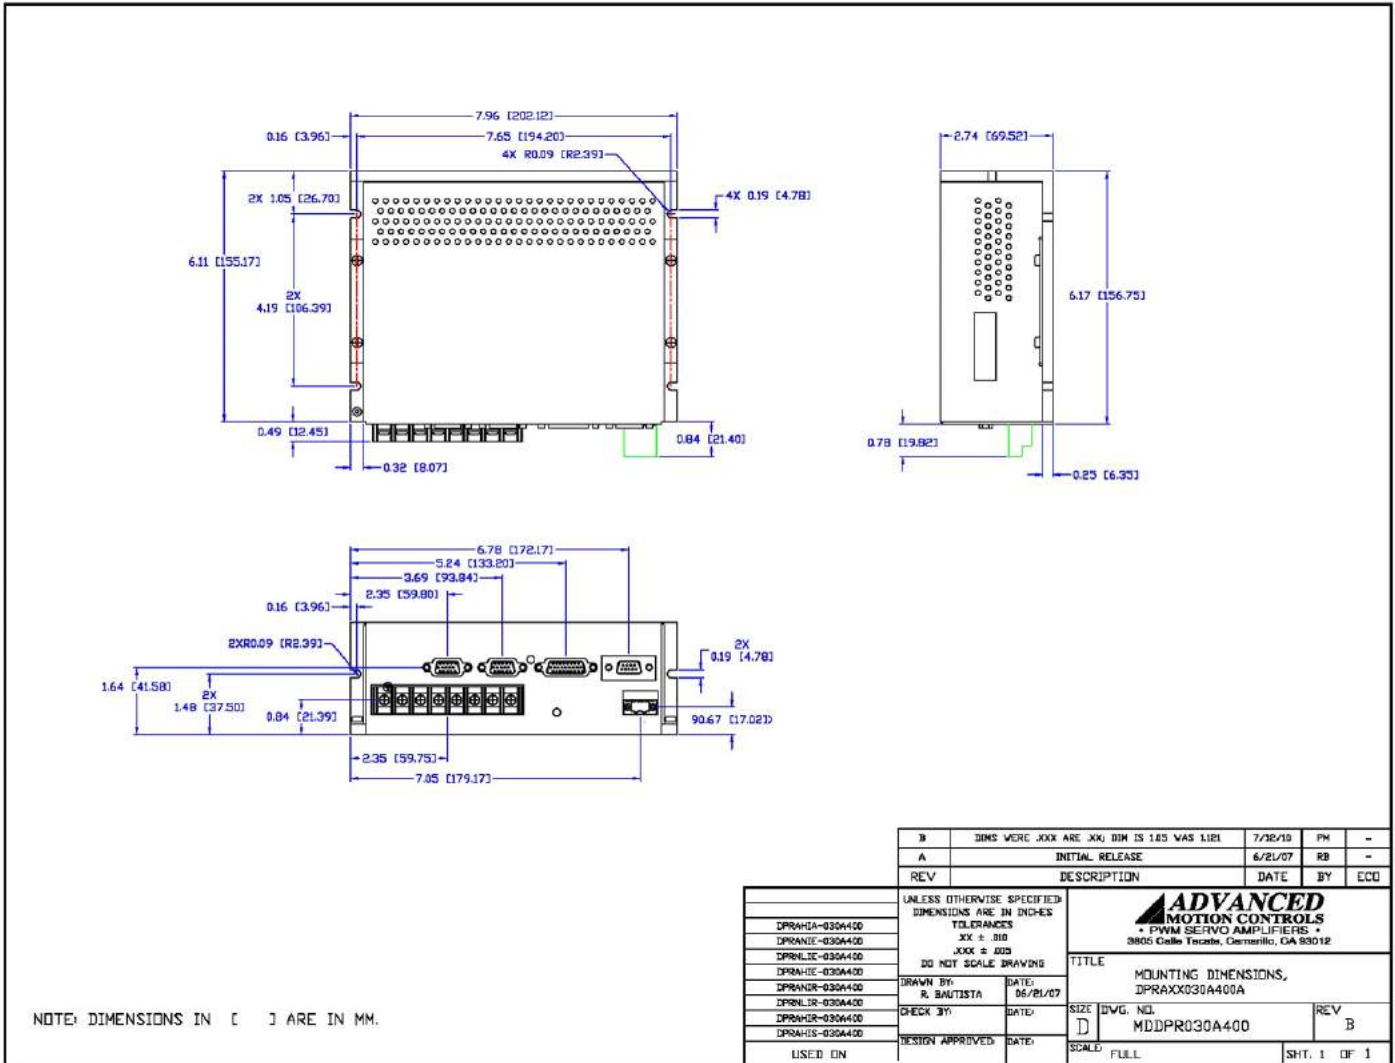 7.96 [202.12]
0.16 [3.96]
7.65 [194.20]
4X R0.09 [R2.39]
2X 1.05 [26.70]
4X 0.19 [4.78]
6.11 [155.17]
2X
4.19 [106.39]
0.49 [12.45]
0.84 [21.40]
0.32 [8.07]
2.74 [69.52]
6.17 [156.75]
0.78 [19.82]
0.25 [6.35]
6.78 [172.17]
5.24 [133.20]
3.69 [93.84]
2.35 [59.80]
0.16 [3.96]
2XR0.09 [R2.39]
2X
0.19 [4.78]
1.64 [41.58]
2X
1.48 [37.50]
0.84 [21.39]
90.67 [17.02])
2.35 [59.75]
7.05 [179.17]
NOTE: DIMENSIONS IN [ ] ARE IN MM.
B DIMS WERE .XXX ARE .XX; DIM IS 1.05 WAS 1.121 PM -
A INITIAL RELEASE 6/21/07 RB -
REV DESCRIPTION DATE BY ECO
DPRAHIA-030A400
DPRANIE-030A400
DPRNLIE-030A400
DPRAHIE-030A400
DPRANIR-030A400
DPRNLIR-030A400
DPRAHIR-030A400
DPRAHIS-030A400
USED ON
UNLESS OTHERWISE SPECIFIED:
DIMENSIONS ARE IN INCHES
TOLERANCES
.XX ± .010
.XXX ± .005
DO NOT SCALE DRAWING
DRAWN BY: DATE:
R. BAUTISTA 06/21/07
CHECK BY: DATE:
DESIGN APPROVED: DATE:
ADVANCED
MOTION CONTROLS
• PWM SERVO AMPLIFIERS •
3805 Calle Tecate, Camarillo, CA 93012
TITLE
MOUNTING DIMENSIONS,
DPRAXX030A400A
SIZE DWG. NO. REV
D MDDPR030A400 B
SCALE: FULL SHT. 1 OF 1